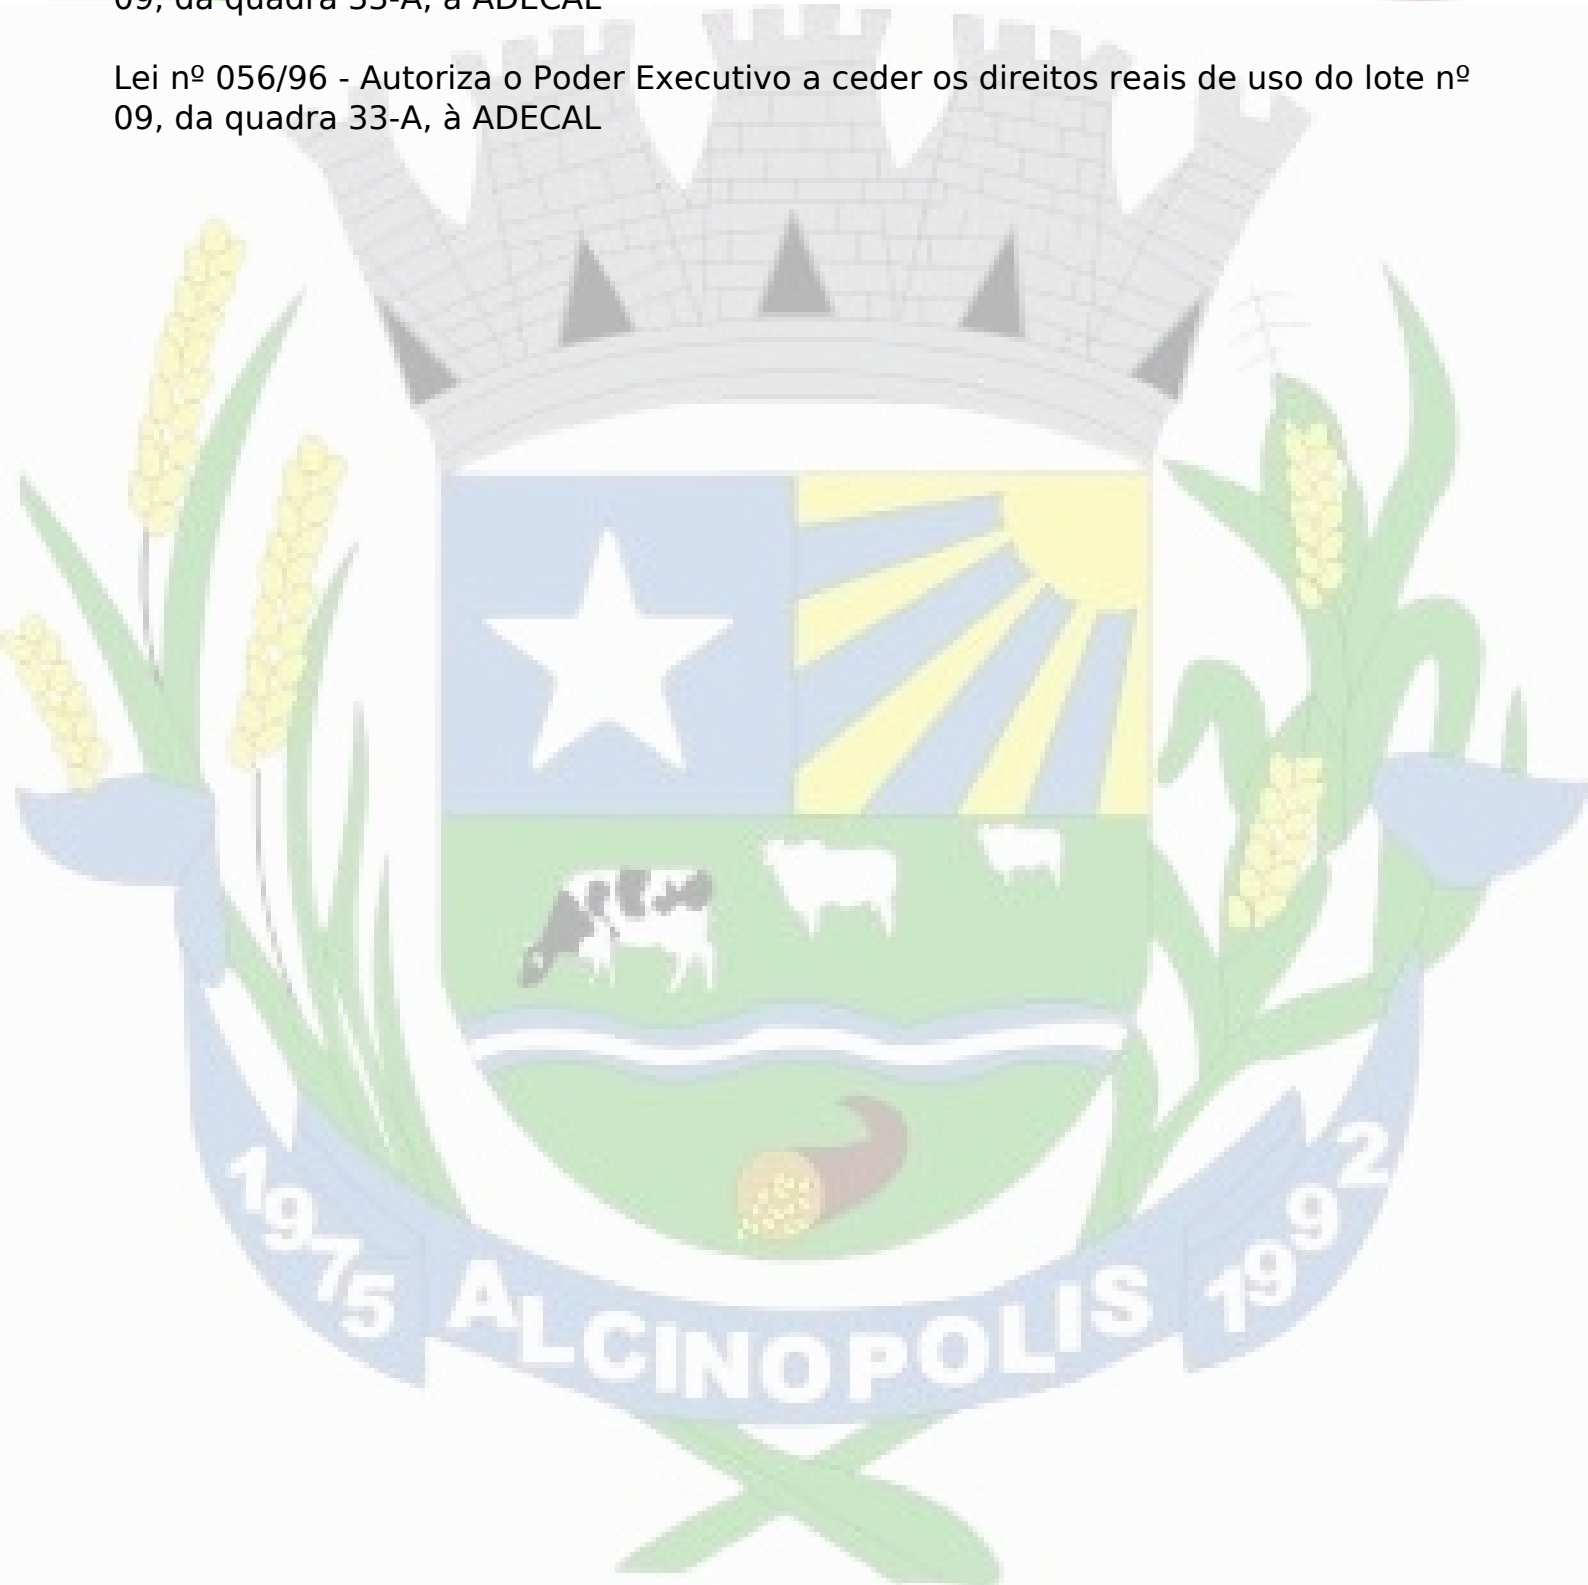 09, da quadra 33-A, à ADECAL
Lei nº 056/96 - Autoriza o Poder Executivo a ceder os direitos reais de uso do lote nº
09, da quadra 33-A, à ADECAL
1975 ALCINOPOLIS 1992